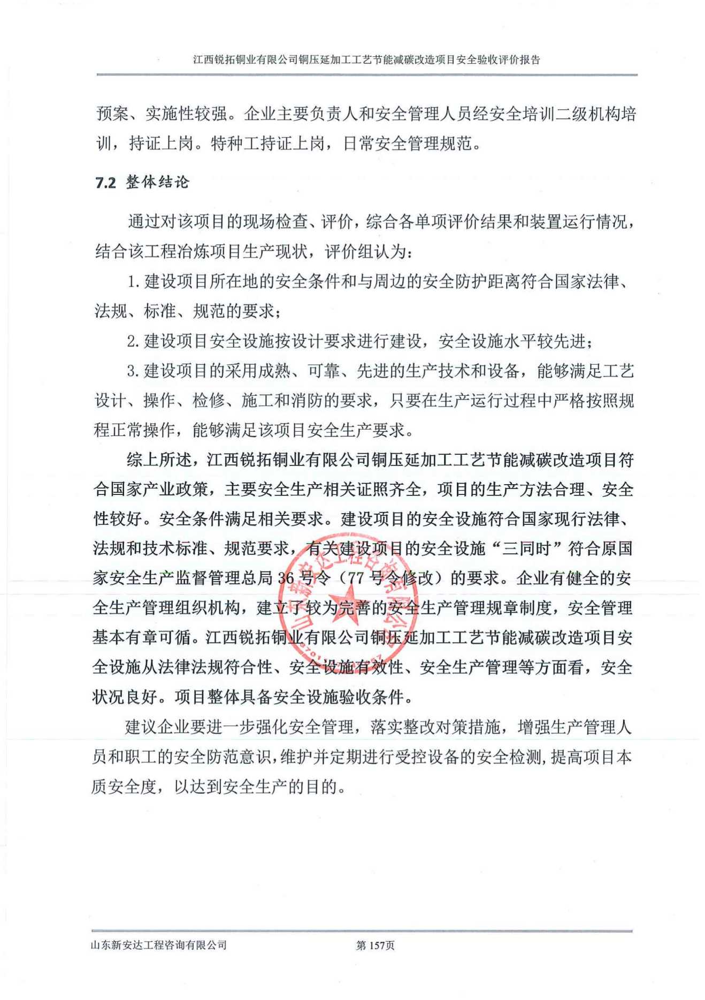 江西锐拓铜业有限公司铜压延加工工艺节能减碳改造项目安全验收评价报告
预案、实施性较强。企业主要负责人和安全管理人员经安全培训二级机构培
训，持证上岗。特种工持证上岗，日常安全管理规范。
7.2 整体结论
通过对该项目的现场检查、评价，综合各单项评价结果和装置运行情况，
结合该工程冶炼项目生产现状，评价组认为：
1.建设项目所在地的安全条件和与周边的安全防护距离符合国家法律、
法规、标准、规范的要求；
2.建设项目安全设施按设计要求进行建设，安全设施水平较先进；
3.建设项目的采用成熟、可靠、先进的生产技术和设备，能够满足工艺
设计、操作、检修、施工和消防的要求，只要在生产运行过程中严格按照规
程正常操作，能够满足该项目安全生产要求。
综上所述，江西锐拓铜业有限公司铜压延加工工艺节能减碳改造项目符
合国家产业政策，主要安全生产相关证照齐全，项目的生产方法合理、安全
性较好。安全条件满足相关要求。建设项目的安全设施符合国家现行法律、
法规和技术标准、规范要求，有关建设项目的安全设施“三同时”符合原国
家安全生产监督管理总局 36 号令（77 号令修改）的要求。企业有健全的安
全生产管理组织机构，建立了较为完善的安全生产管理规章制度，安全管理
基本有章可循。江西锐拓铜业有限公司铜压延加工工艺节能减碳改造项目安
全设施从法律法规符合性、安全设施有效性、安全生产管理等方面看，安全
状况良好。项目整体具备安全设施验收条件。
建议企业要进一步强化安全管理，落实整改对策措施，增强生产管理人
员和职工的安全防范意识，维护并定期进行受控设备的安全检测，提高项目本
质安全度，以达到安全生产的目的。
山东新安达工程咨询有限公司
山东新安达工程咨询有限公司 第 157页